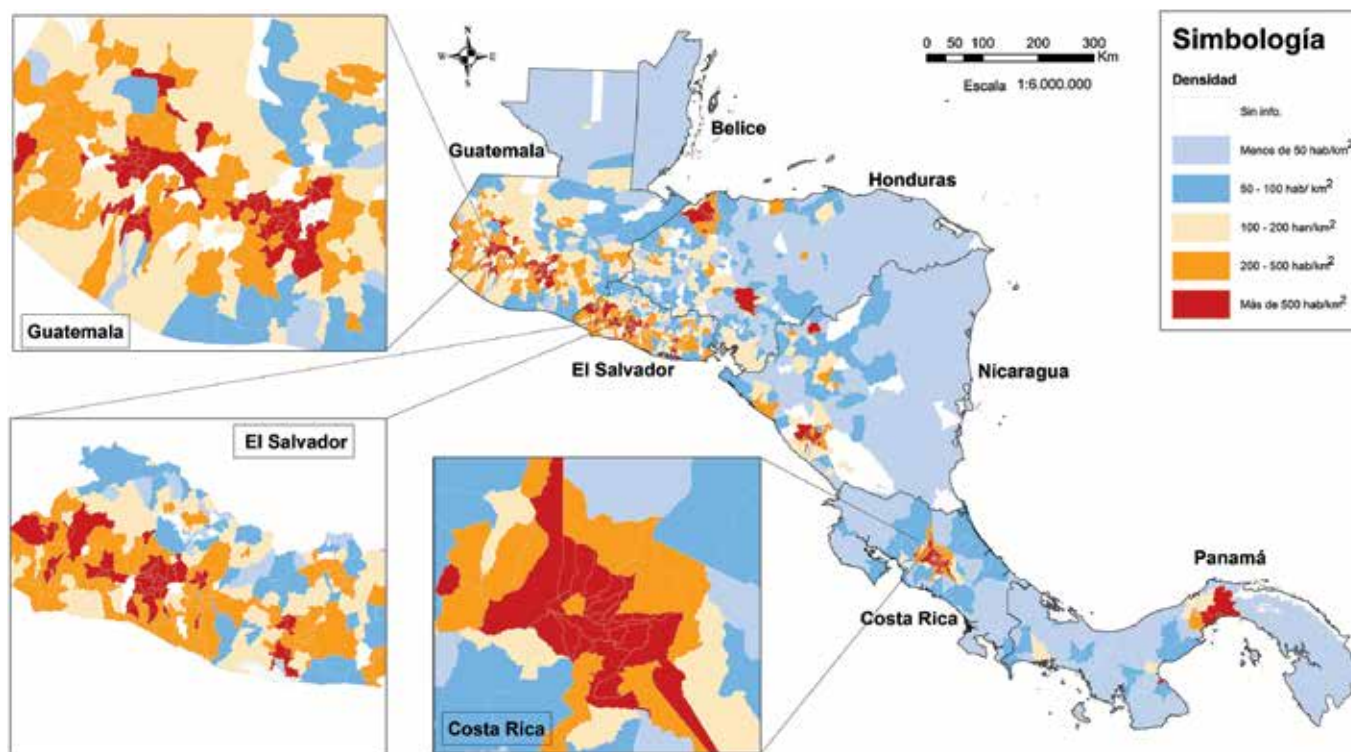 N
W E
S
0 50 100 200 300
Km
Escala 1:6.000.000
Simbología
Densidad
Sin info.
Menos de 50 hab/km²
50 - 100 hab/ km²
100 - 200 han/km²
200 - 500 hab/km²
Más de 500 hab/km²
Belice
Guatemala
Honduras
Guatemala
El Salvador
Nicaragua
El Salvador
Panamá
Costa Rica
Costa Rica